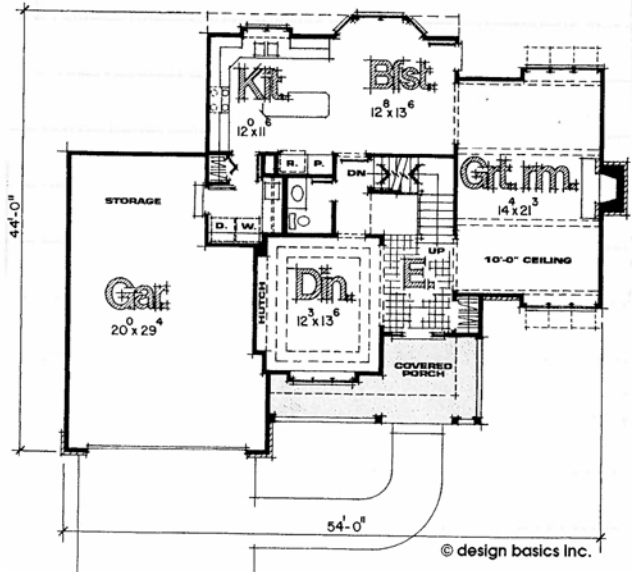 Kit.
12⁰ x 11⁶
Bfst.
12⁸ x 13⁶
R. P.
DN
Grt. rm.
14⁴ x 21³
10'-0" CEILING
STORAGE
D. W.
UP
E.
Gar.
20⁰ x 29⁴
HUTCH
Din.
12³ x 13⁶
COVERED
PORCH
44'-0"
54'-0"
© design basics inc.